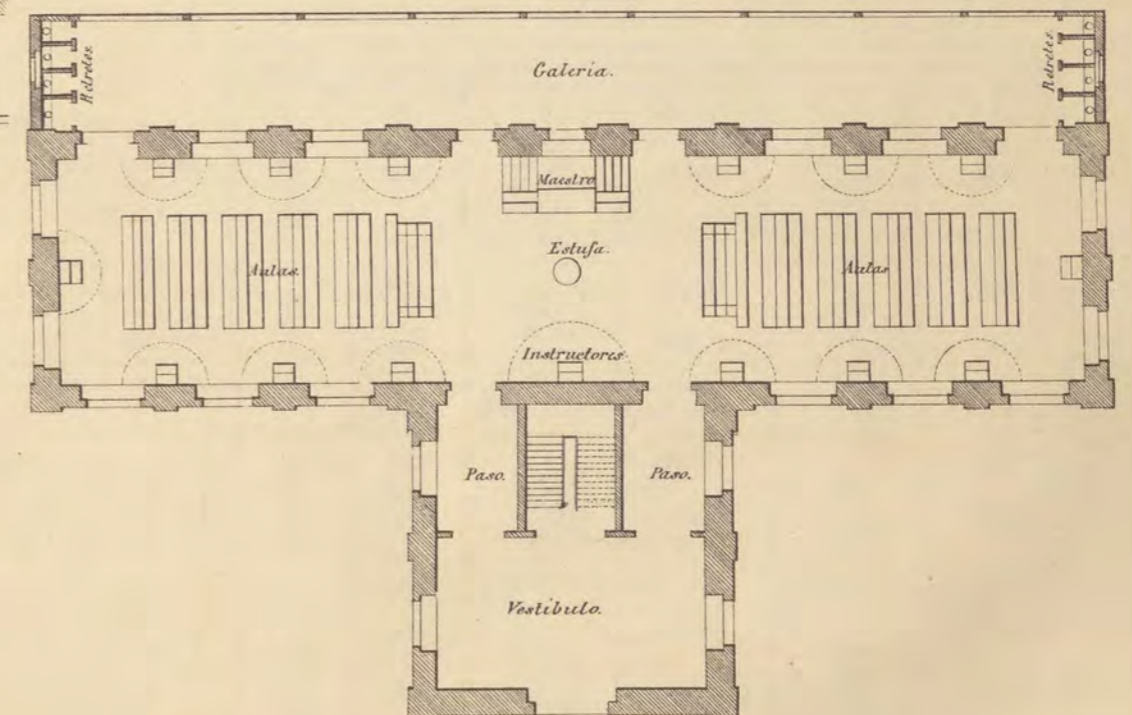 Retretes.
Galeria.
Retretes.
Maestro
Estufa.
Aulas.
Aulas
Instructores
Paso.
Paso.
Vestibulo.